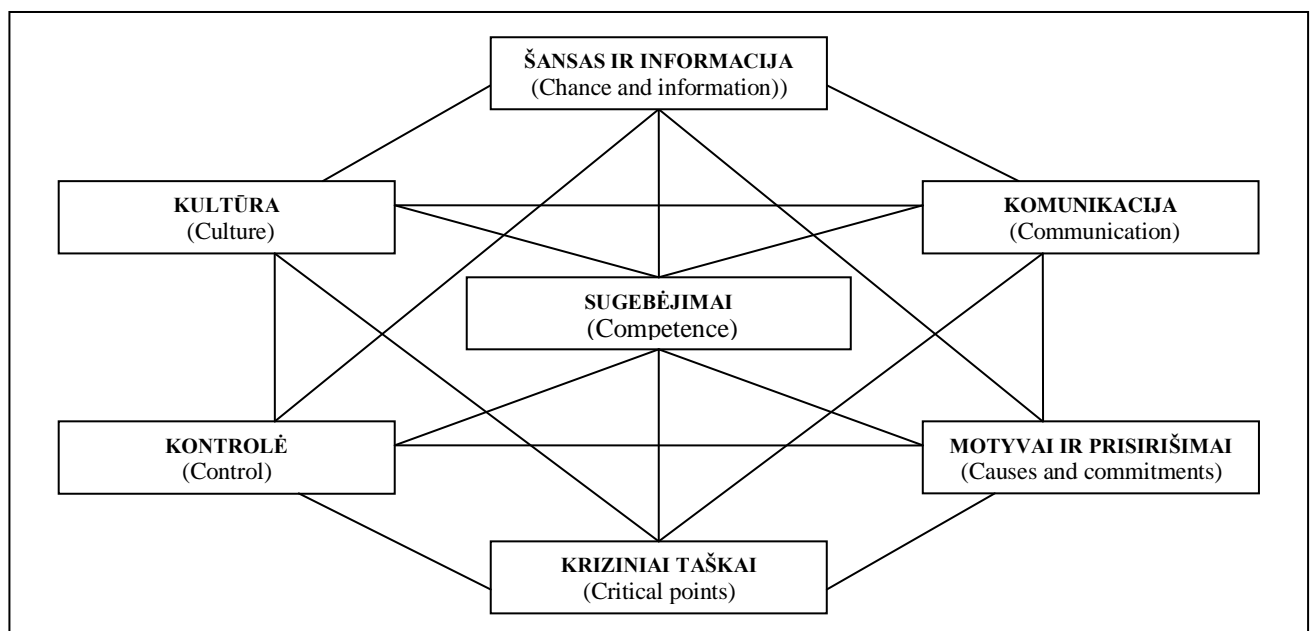 ŠANSAS IR INFORMACIJA
(Chance and information))
KULTŪRA
(Culture)
KOMUNIKACIJA
(Communication)
SUGEBĖJIMAI
(Competence)
KONTROLĖ
(Control)
MOTYVAI IR PRISIRIŠIMAI
(Causes and commitments)
KRIZINIAI TAŠKAI
(Critical points)